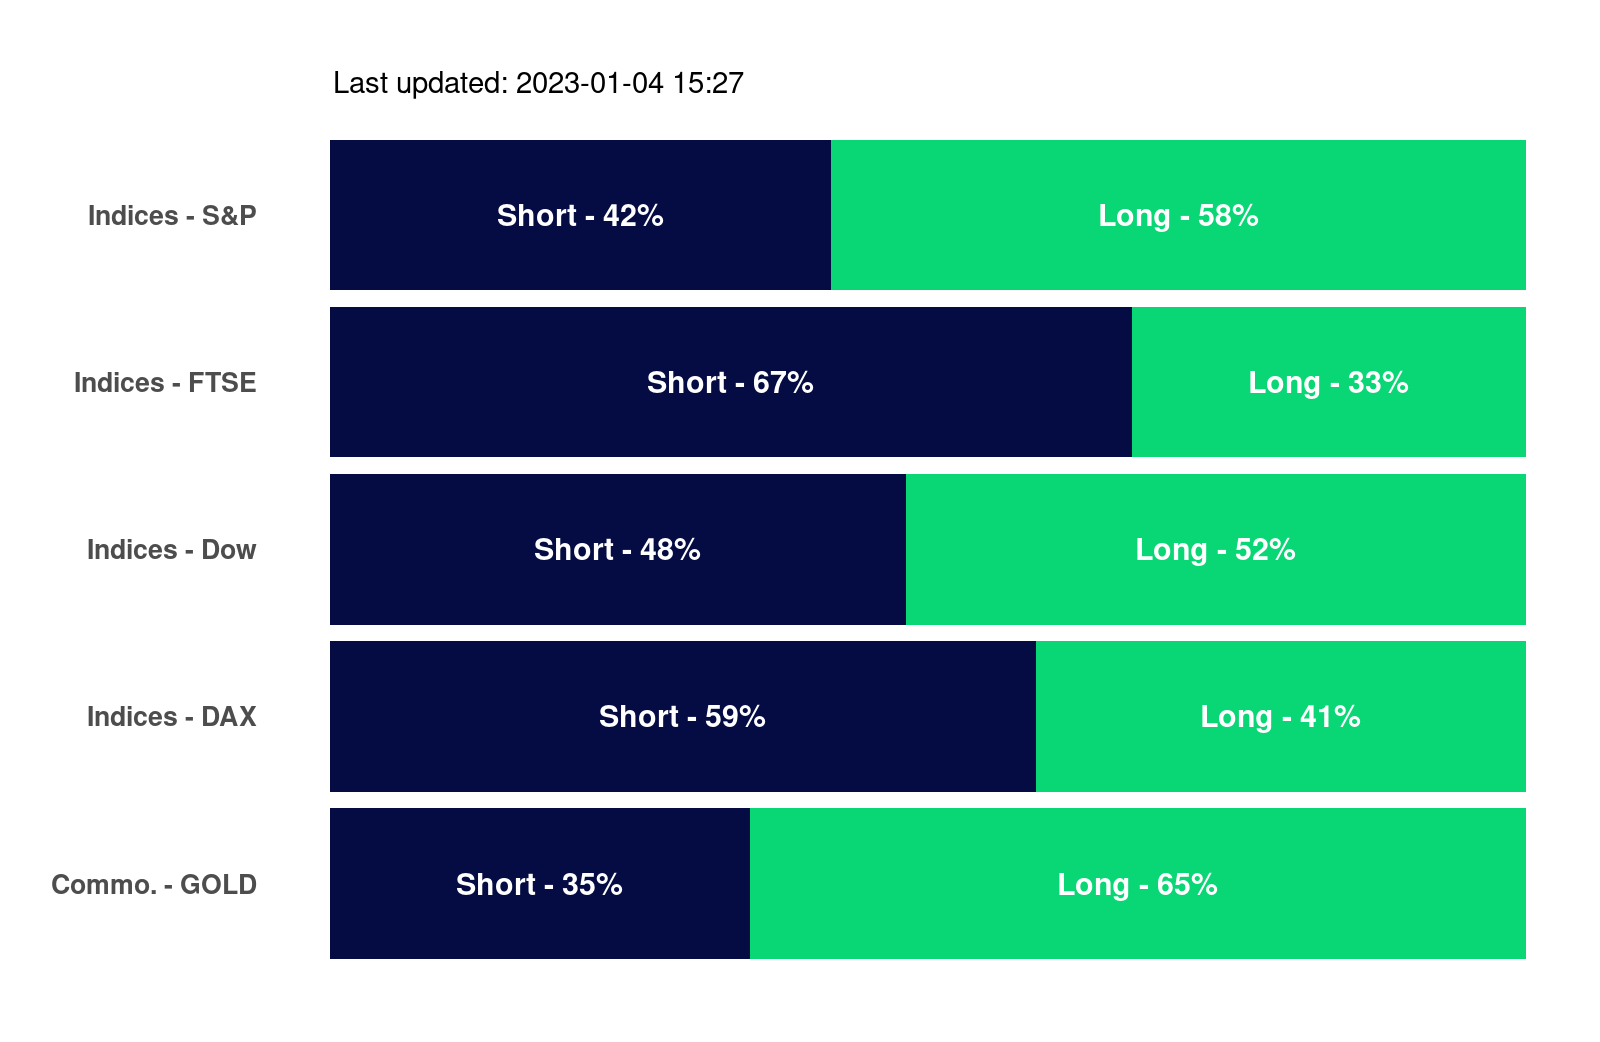 Last updated: 2023-01-04 15:27
Indices - S&P Short - 42% Long - 58%
Indices - FTSE Short - 67% Long - 33%
Indices - Dow Short - 48% Long - 52%
Indices - DAX Short - 59% Long - 41%
Commo. - GOLD Short - 35% Long - 65%